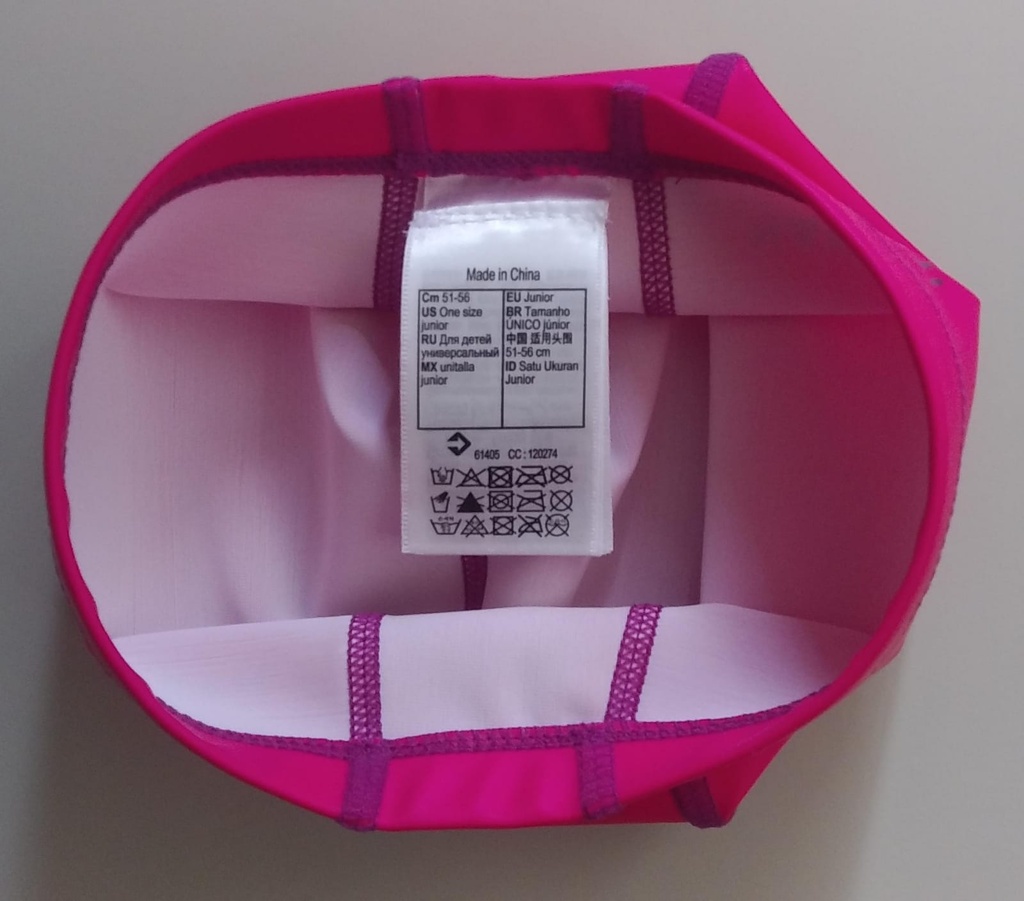 Made in China
Cm 51-56
US One size
junior
RU Для детей
универсальный
MX unitalla
junior
EU Junior
BR Tamanho
ÚNICO júnior
中国 适用头围
51-56 cm
ID Satu Ukuran
Junior
61405 CC : 120274